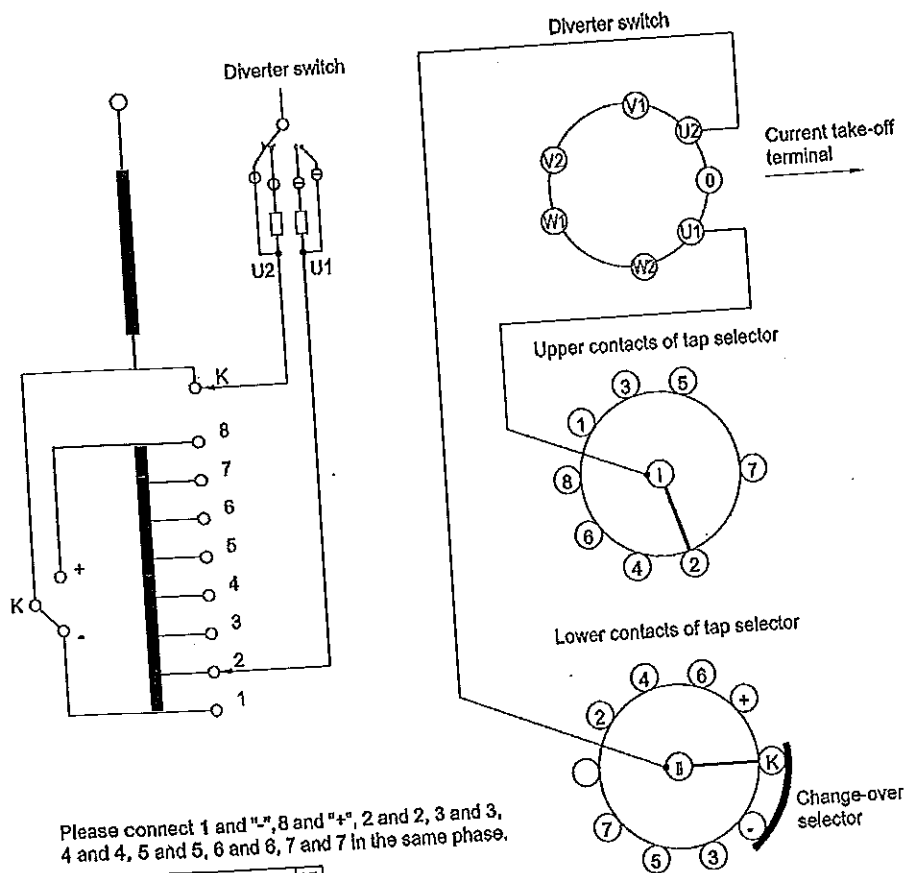 Diverter switch
U2
U1
K
8
7
6
5
4
3
2
1
+
K
-
Diverter switch
V1
U2
V2
0
W1
U1
W2
Current take-off
terminal
Upper contacts of tap selector
3
5
1
I
7
8
6
4
2
Lower contacts of tap selector
4
6
2
+
II
K
7
5
3
-
Change-over
selector
Please connect 1 and "-",8 and "+", 2 and 2, 3 and 3,
4 and 4, 5 and 5, 6 and 6, 7 and 7 in the same phase.